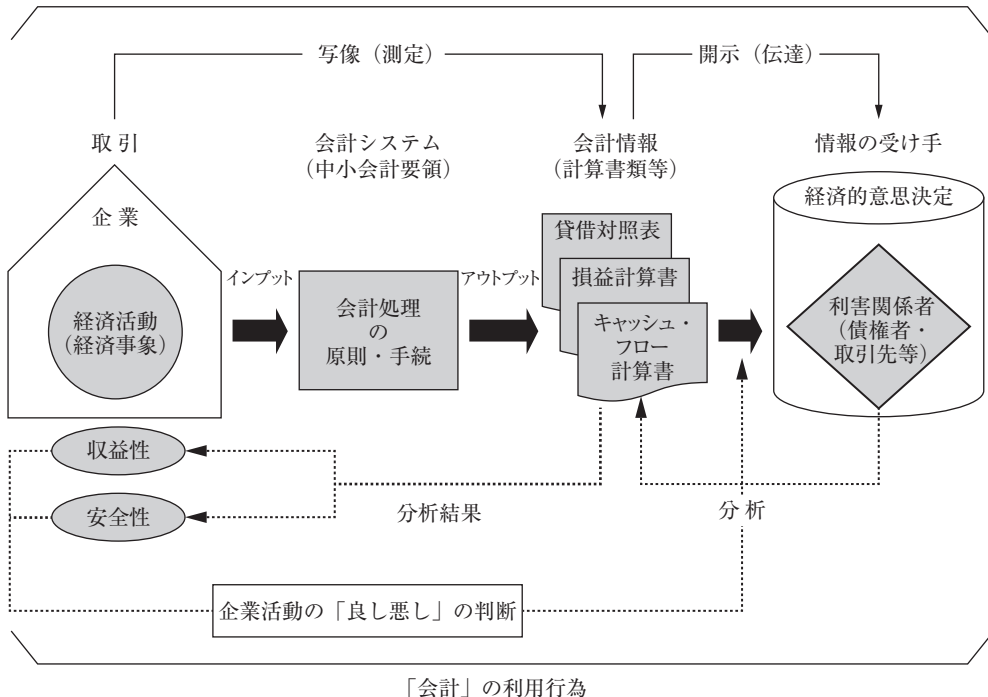 写像（測定）
開示（伝達）
取引
会計システム
（中小会計要領）
会計情報
（計算書類等）
情報の受け手
企業
経済活動
（経済事象）
インプット
会計処理
の
原則・手続
アウトプット
貸借対照表
損益計算書
キャッシュ・
フロー
計算書
経済的意思決定
利害関係者
（債権者・
取引先等）
収益性
安全性
分析結果
分析
企業活動の「良し悪し」の判断
「会計」の利用行為